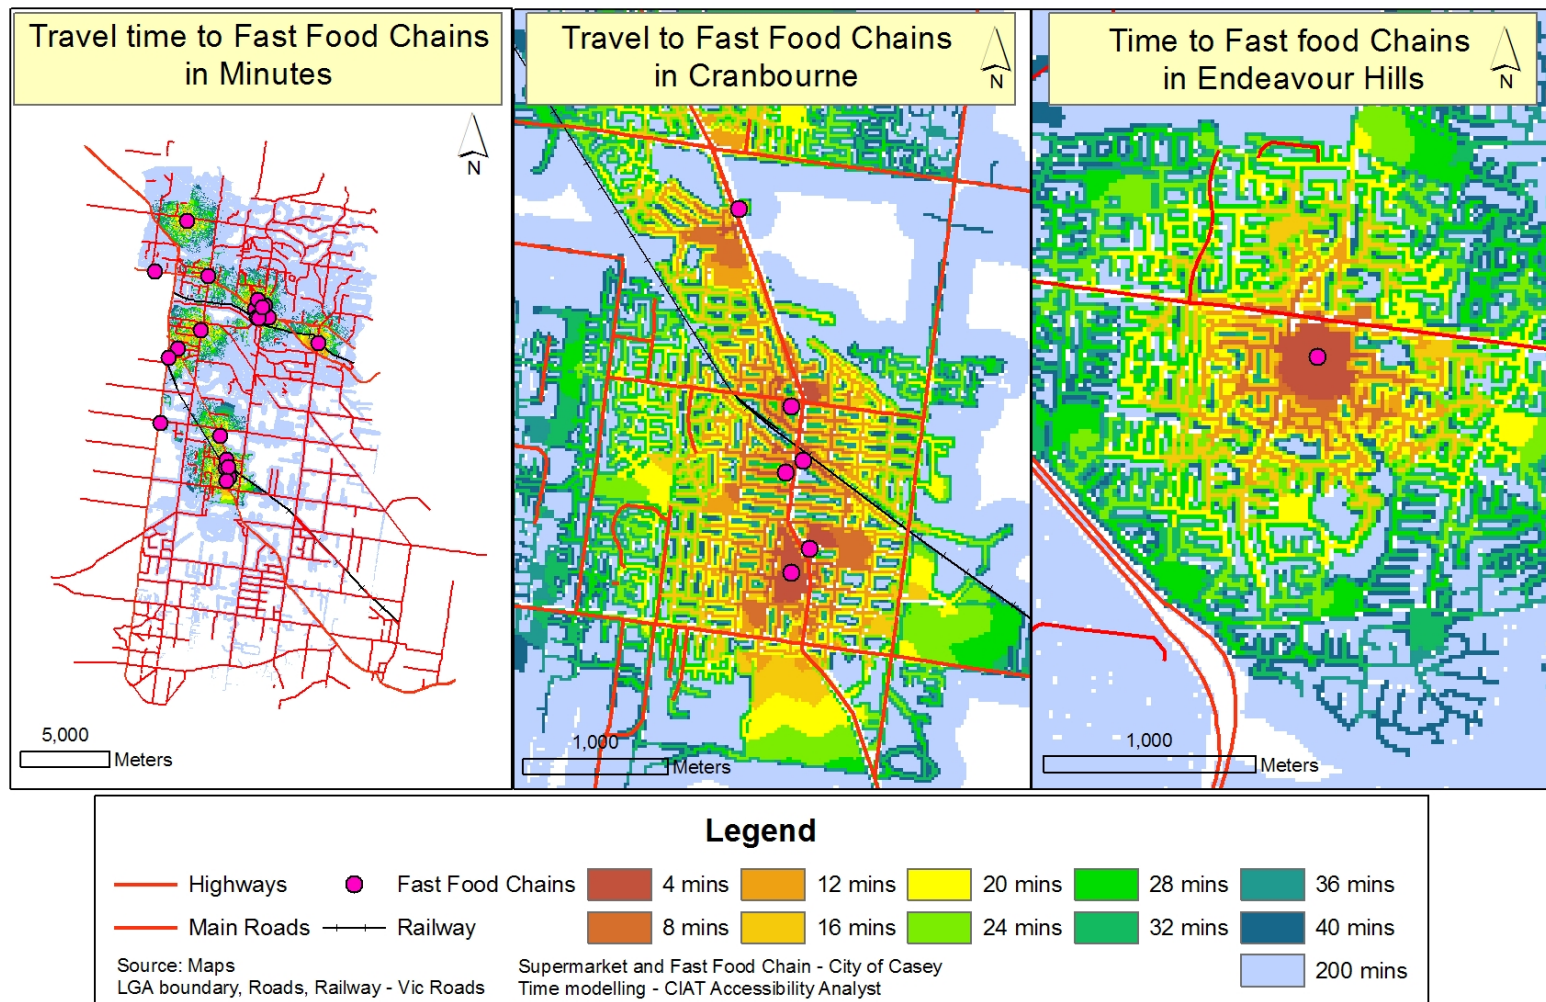 Travel time to Fast Food Chains
in Minutes
N
5,000
Meters
Travel to Fast Food Chains
in Cranbourne
N
1,000
Meters
Time to Fast food Chains
in Endeavour Hills
N
1,000
Meters
Legend
Highways
Fast Food Chains
4 mins
12 mins
20 mins
28 mins
36 mins
Main Roads
Railway
8 mins
16 mins
24 mins
32 mins
40 mins
200 mins
Source: Maps
LGA boundary, Roads, Railway - Vic Roads
Supermarket and Fast Food Chain - City of Casey
Time modelling - CIAT Accessibility Analyst